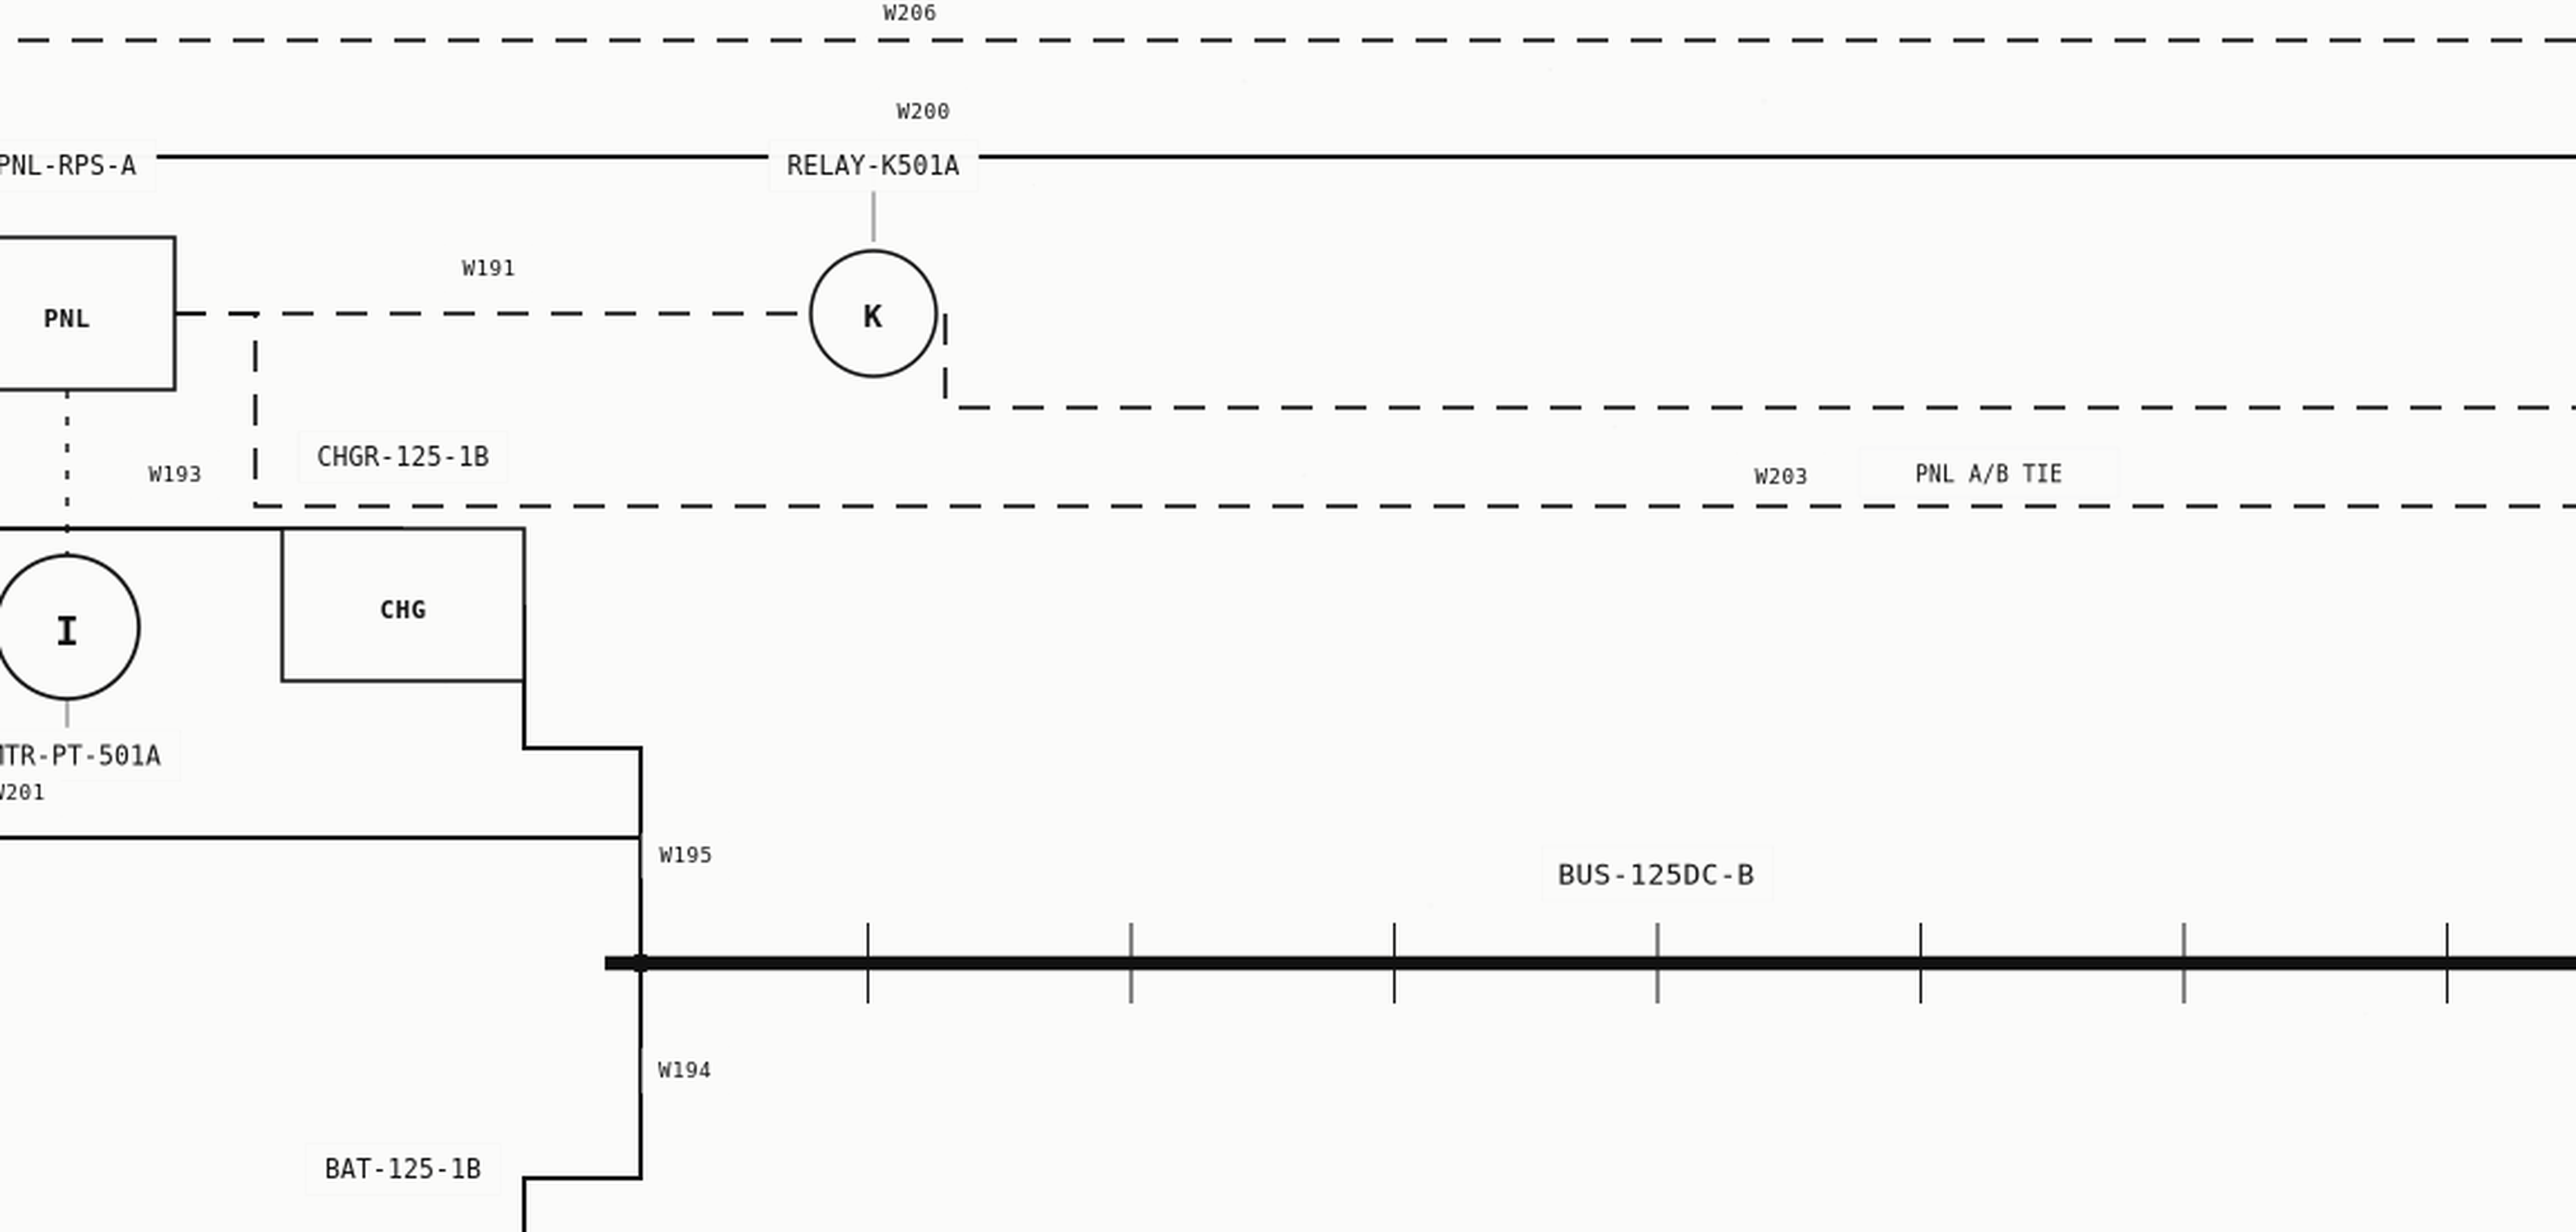 W206
W200
PNL-RPS-A
RELAY-K501A
W191
PNL
K
CHGR-125-1B
W193
W203
PNL A/B TIE
CHG
I
MTR-PT-501A
W201
W195
BUS-125DC-B
W194
BAT-125-1B